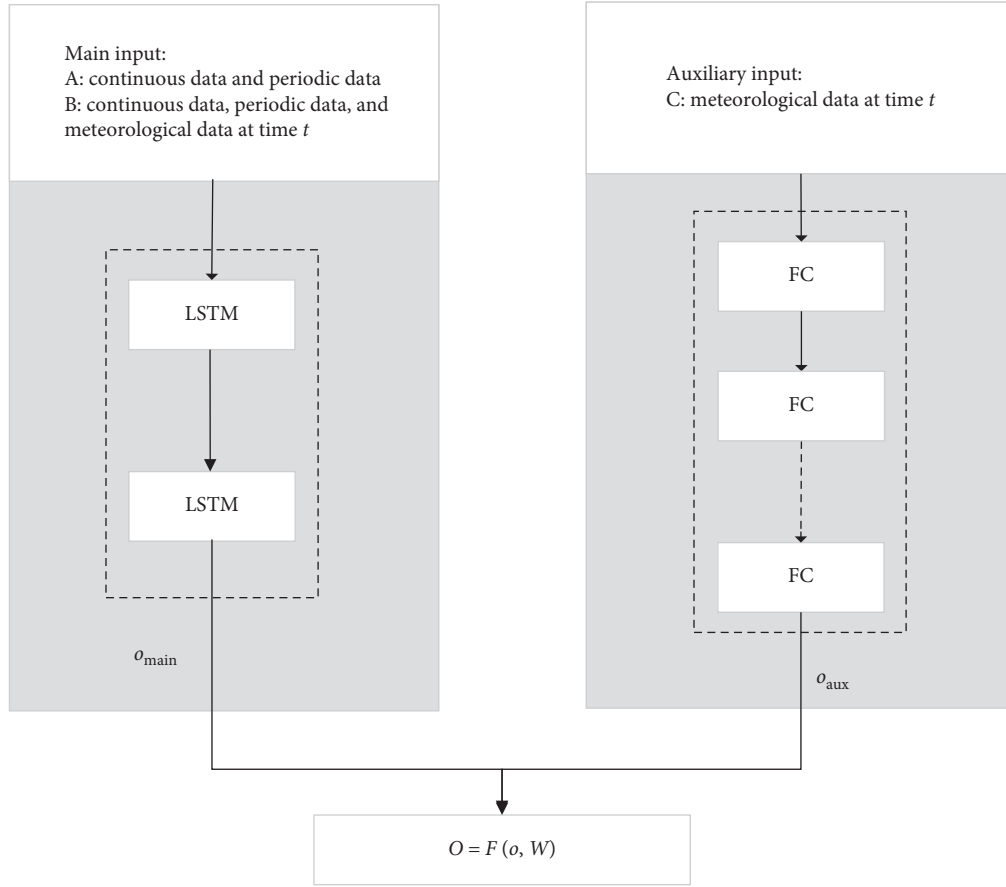 Main input:
A: continuous data and periodic data
B: continuous data, periodic data, and
meteorological data at time t
LSTM
LSTM
o_main
Auxiliary input:
C: meteorological data at time t
FC
FC
FC
o_aux
O = F (o, W)